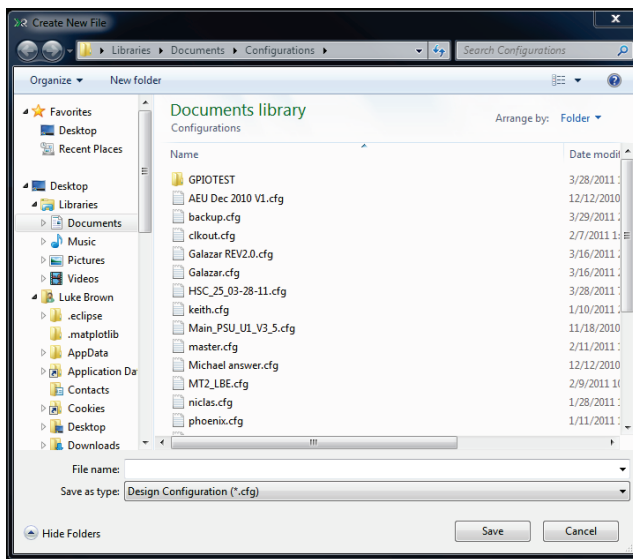 Create New File
Libraries Documents Configurations Search Configurations
Organize New folder
Favorites
Desktop
Recent Places
Desktop
Libraries
Documents
Music
Pictures
Videos
Luke Brown
.eclipse
.matplotlib
AppData
Application Da
Contacts
Cookies
Desktop
Downloads
Documents library
Configurations
Arrange by: Folder
Name Date modif
GPIOTEST 3/28/2011
AEU Dec 2010 V1.cfg 12/12/2010
backup.cfg 3/29/2011
clkout.cfg 2/7/2011
Galazar REV2.0.cfg 3/16/2011
Galazar.cfg 3/16/2011
HSC_25_03-28-11.cfg 3/28/2011
keith.cfg 1/10/2011
Main_PSU_U1_V3_5.cfg 11/18/2010
master.cfg 2/11/2011
Michael answer.cfg 12/12/2010
MT2_LBE.cfg 2/9/2011
niclas.cfg 1/28/2011
phoenix.cfg 1/11/2011
File name:
Save as type: Design Configuration (*.cfg)
Hide Folders Save Cancel